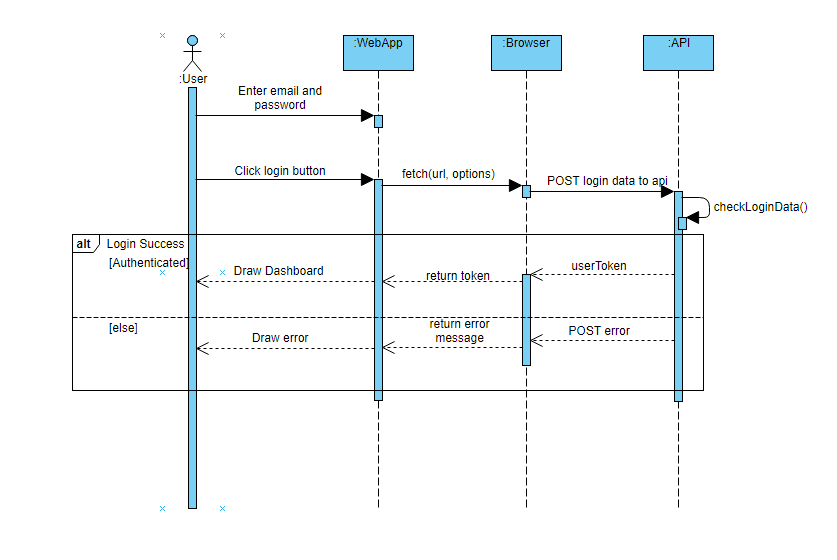 :User
:WebApp
:Browser
:API
Enter email and
password
Click login button
fetch(url, options)
POST login data to api
checkLoginData()
alt
Login Success
[Authenticated]
Draw Dashboard
return token
userToken
[else]
Draw error
return error
message
POST error